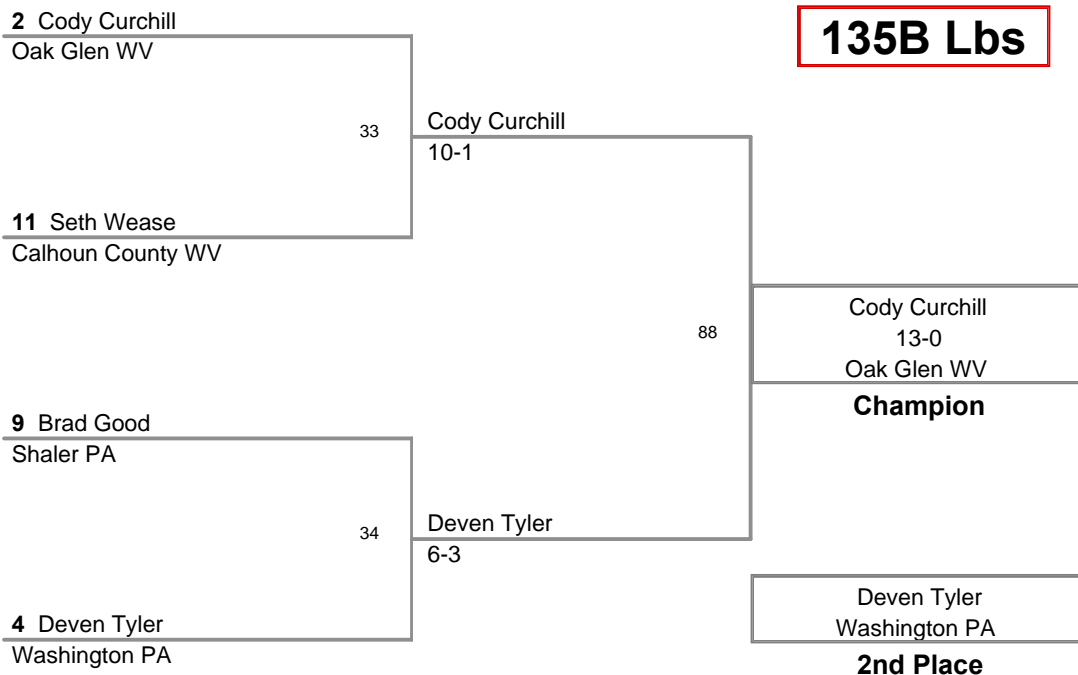 2 Cody Curchill
Oak Glen WV
135B Lbs
33
Cody Curchill
10-1
11 Seth Wease
Calhoun County WV
88
Cody Curchill
13-0
Oak Glen WV
Champion
9 Brad Good
Shaler PA
34
Deven Tyler
6-3
4 Deven Tyler
Washington PA
Deven Tyler
Washington PA
2nd Place